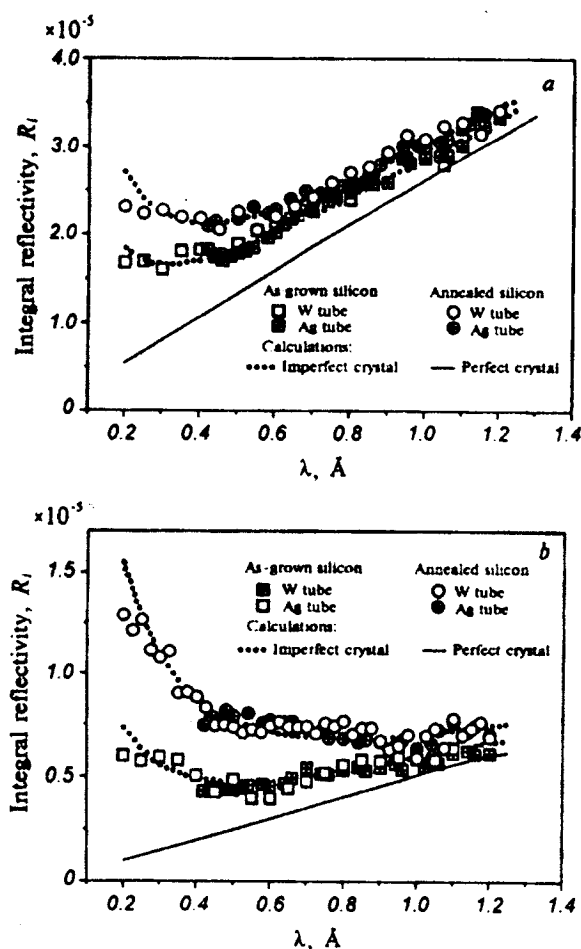 ×10⁻⁵
4.0
a
3.0
2.0
1.0
0
Integral reflectivity, Rᵢ
As grown silicon
Annealed silicon
W tube
W tube
Ag tube
Ag tube
Calculations:
Imperfect crystal
Perfect crystal
0.2 0.4 0.6 0.8 1.0 1.2 1.4
λ, Å
×10⁻⁵
b
1.5
1.0
0.5
0
Integral reflectivity, Rᵢ
As-grown silicon
Annealed silicon
W tube
W tube
Ag tube
Ag tube
Calculations:
Imperfect crystal
Perfect crystal
0.2 0.4 0.6 0.8 1.0 1.2 1.4
λ, Å